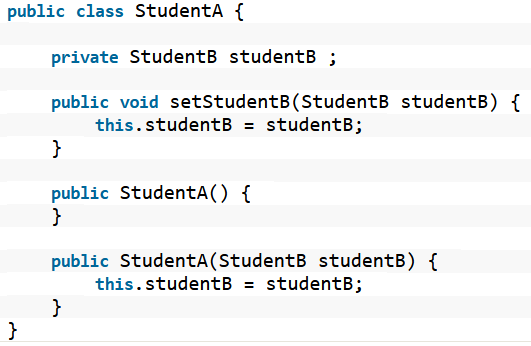 public class StudentA {
private StudentB studentB ;
public void setStudentB(StudentB studentB) {
this.studentB = studentB;
}
public StudentA() {
}
public StudentA(StudentB studentB) {
this.studentB = studentB;
}
}